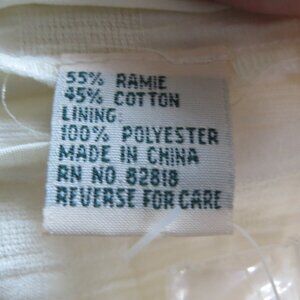 55% RAMIE
45% COTTON
LINING:
100% POLYESTER
MADE IN CHINA
RN NO 82818
REVERSE FOR CARE